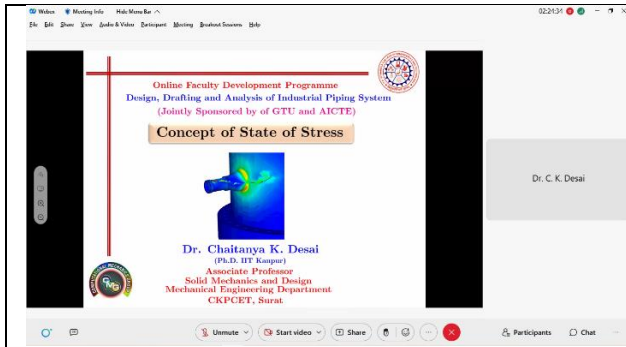 Webex Meeting Info Hide Menu Bar
02:24:34
File Edit Share View Audio & Video Participant Meeting Breakout Sessions Help
Online Faculty Development Programme
Design, Drafting and Analysis of Industrial Piping System
(Jointly Sponsored by of GTU and AICTE)
Concept of State of Stress
Dr. C. K. Desai
Dr. Chaitanya K. Desai
(Ph.D. IIT Kanpur)
Associate Professor
Solid Mechanics and Design
Mechanical Engineering Department
CKPCET, Surat
CMG
Unmute Start video Share Participants Chat